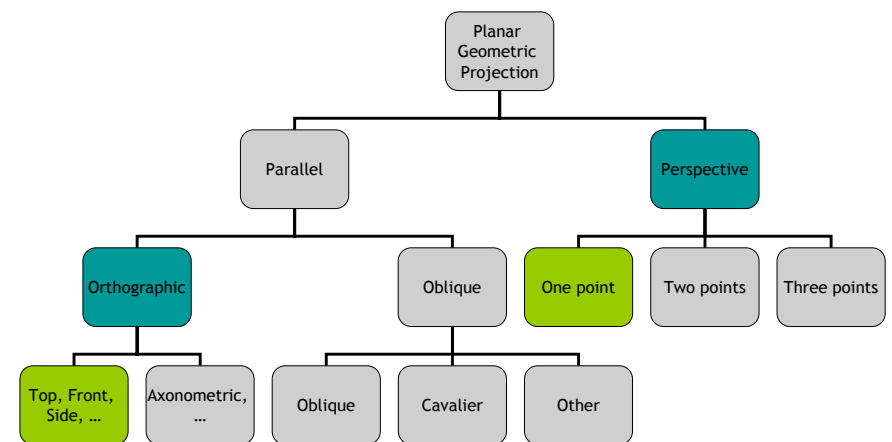 Planar
Geometric
Projection
Parallel
Perspective
Orthographic
Oblique
One point
Two points
Three points
Top, Front,
Side, …
Axonometric,
…
Oblique
Cavalier
Other